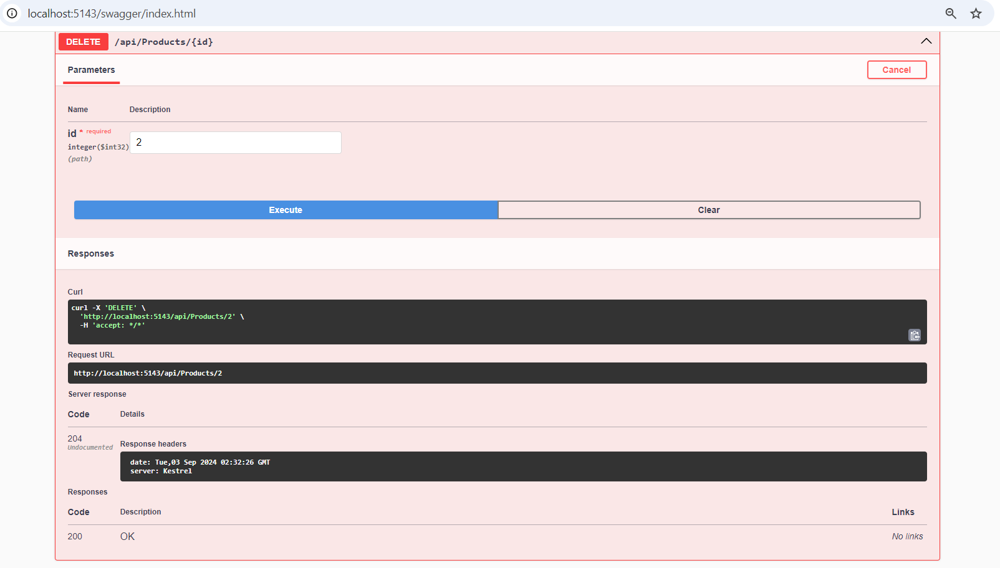 localhost:5143/swagger/index.html
DELETE /api/Products/{id}
Parameters
Cancel
Name Description
id * required
integer($int32)
(path)
2
Execute Clear
Responses
Curl
curl -X 'DELETE' \
'http://localhost:5143/api/Products/2' \
-H 'accept: */*'
Request URL
http://localhost:5143/api/Products/2
Server response
Code Details
204
Undocumented
Response headers
date: Tue,03 Sep 2024 02:32:26 GMT
server: Kestrel
Responses
Code Description Links
200 OK No links